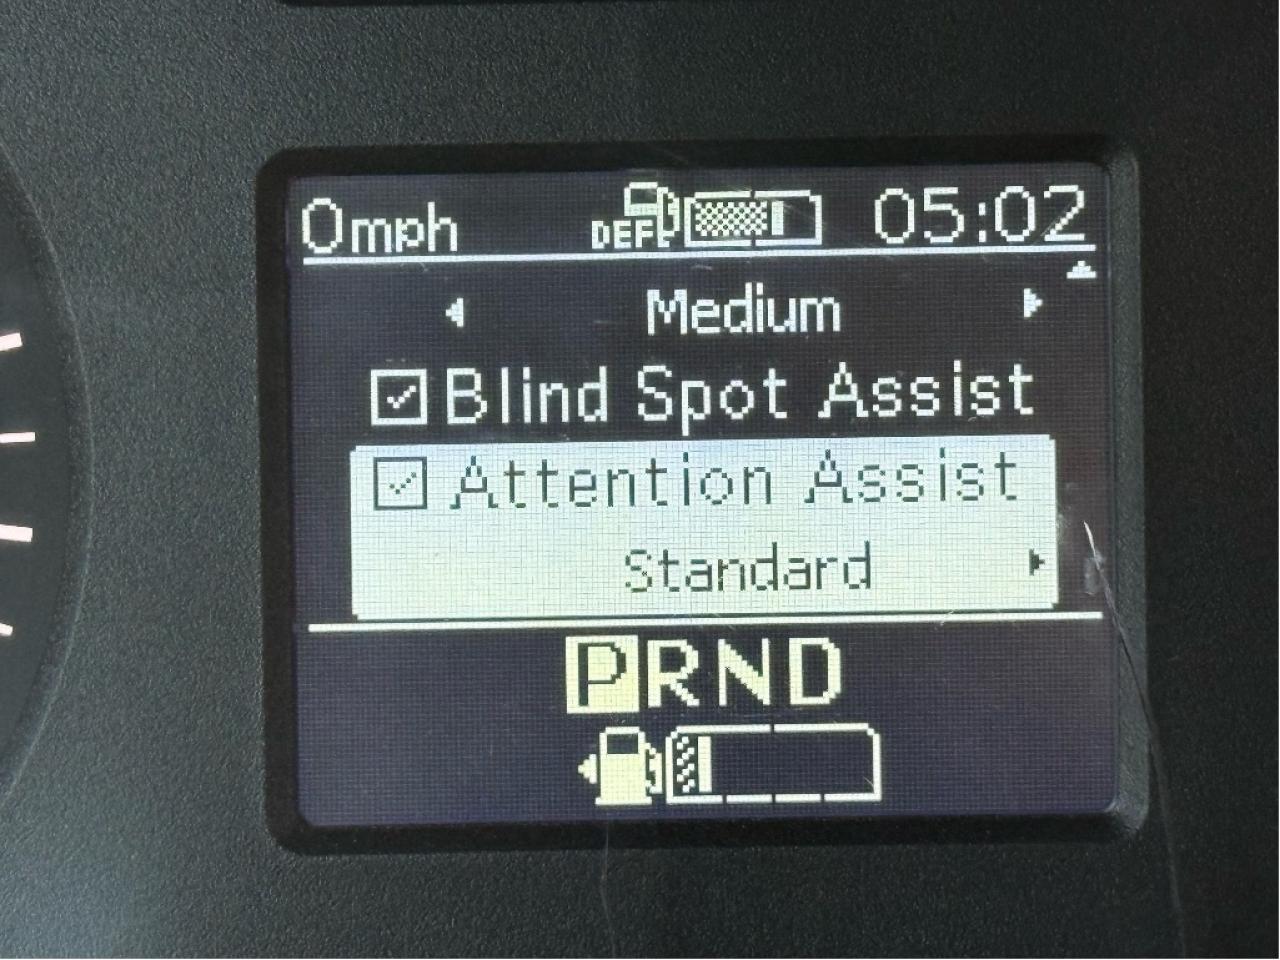 0mph DEF 05:02
Medium
Blind Spot Assist
Attention Assist
Standard
PRND